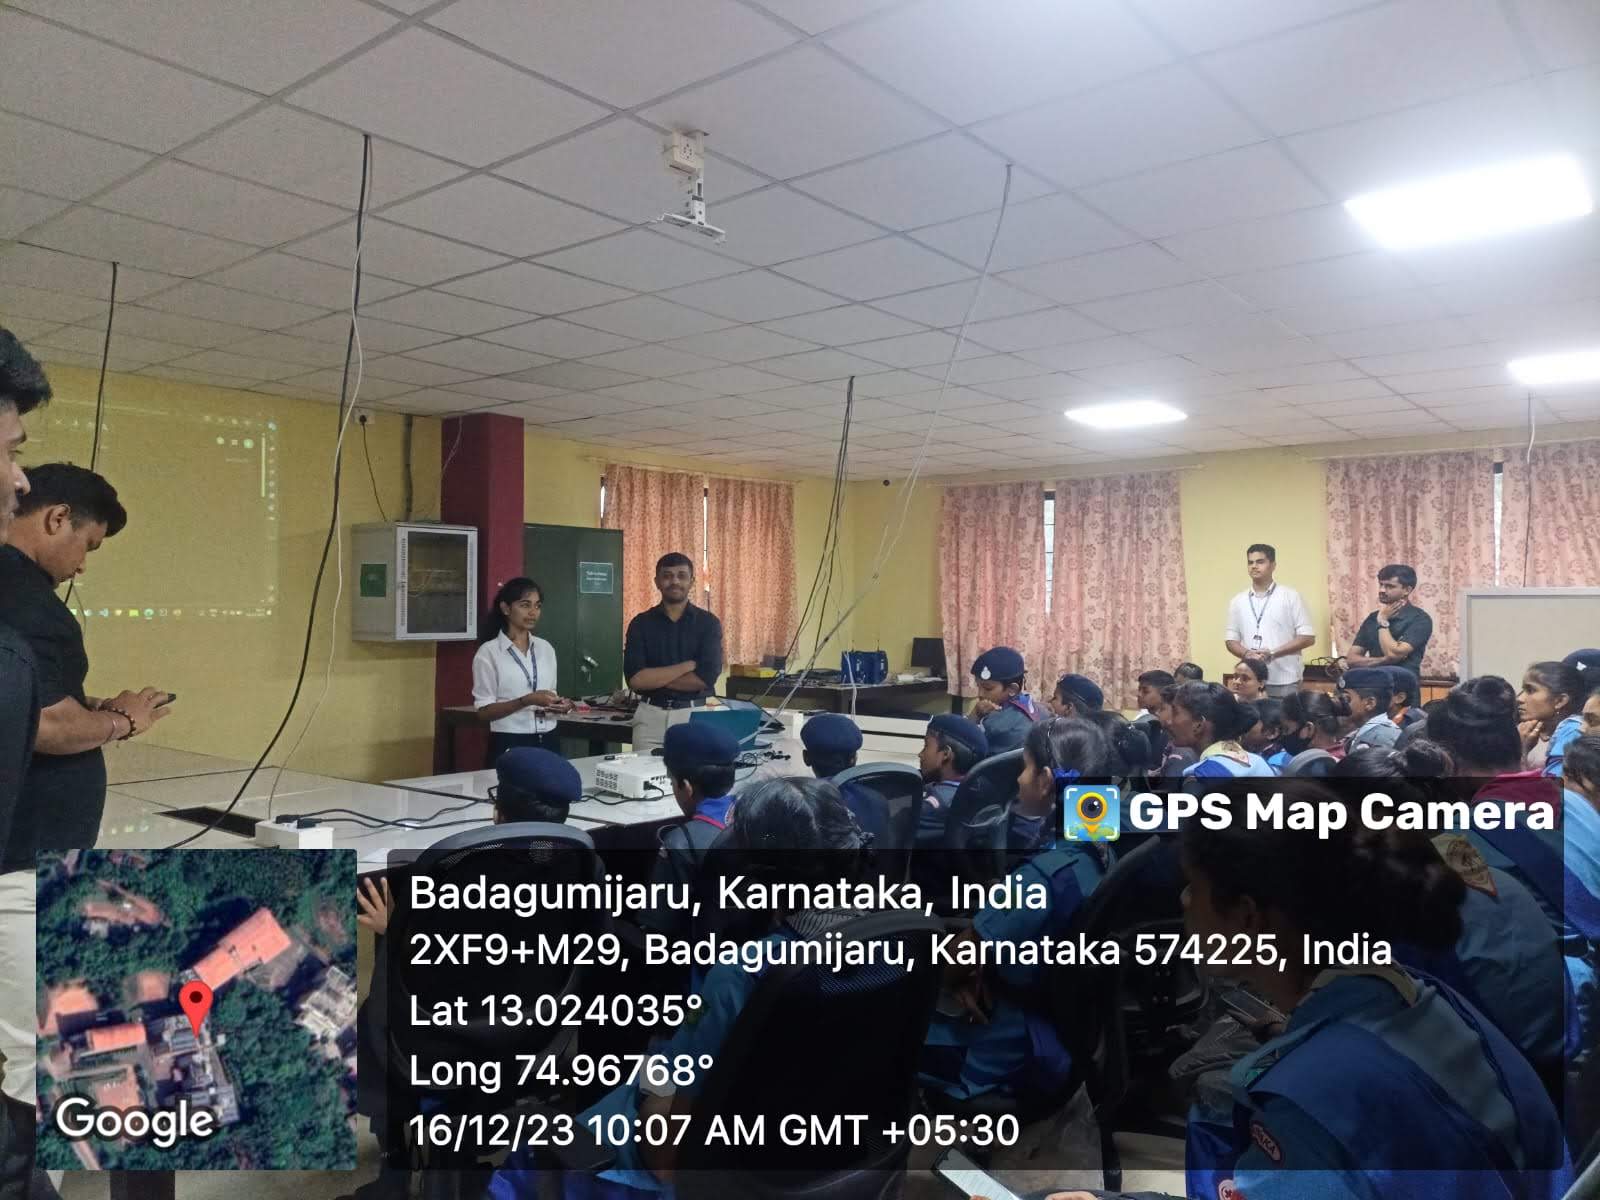 GPS Map Camera
Badagumijaru, Karnataka, India
2XF9+M29, Badagumijaru, Karnataka 574225, India
Lat 13.024035°
Long 74.96768°
16/12/23 10:07 AM GMT +05:30
Google